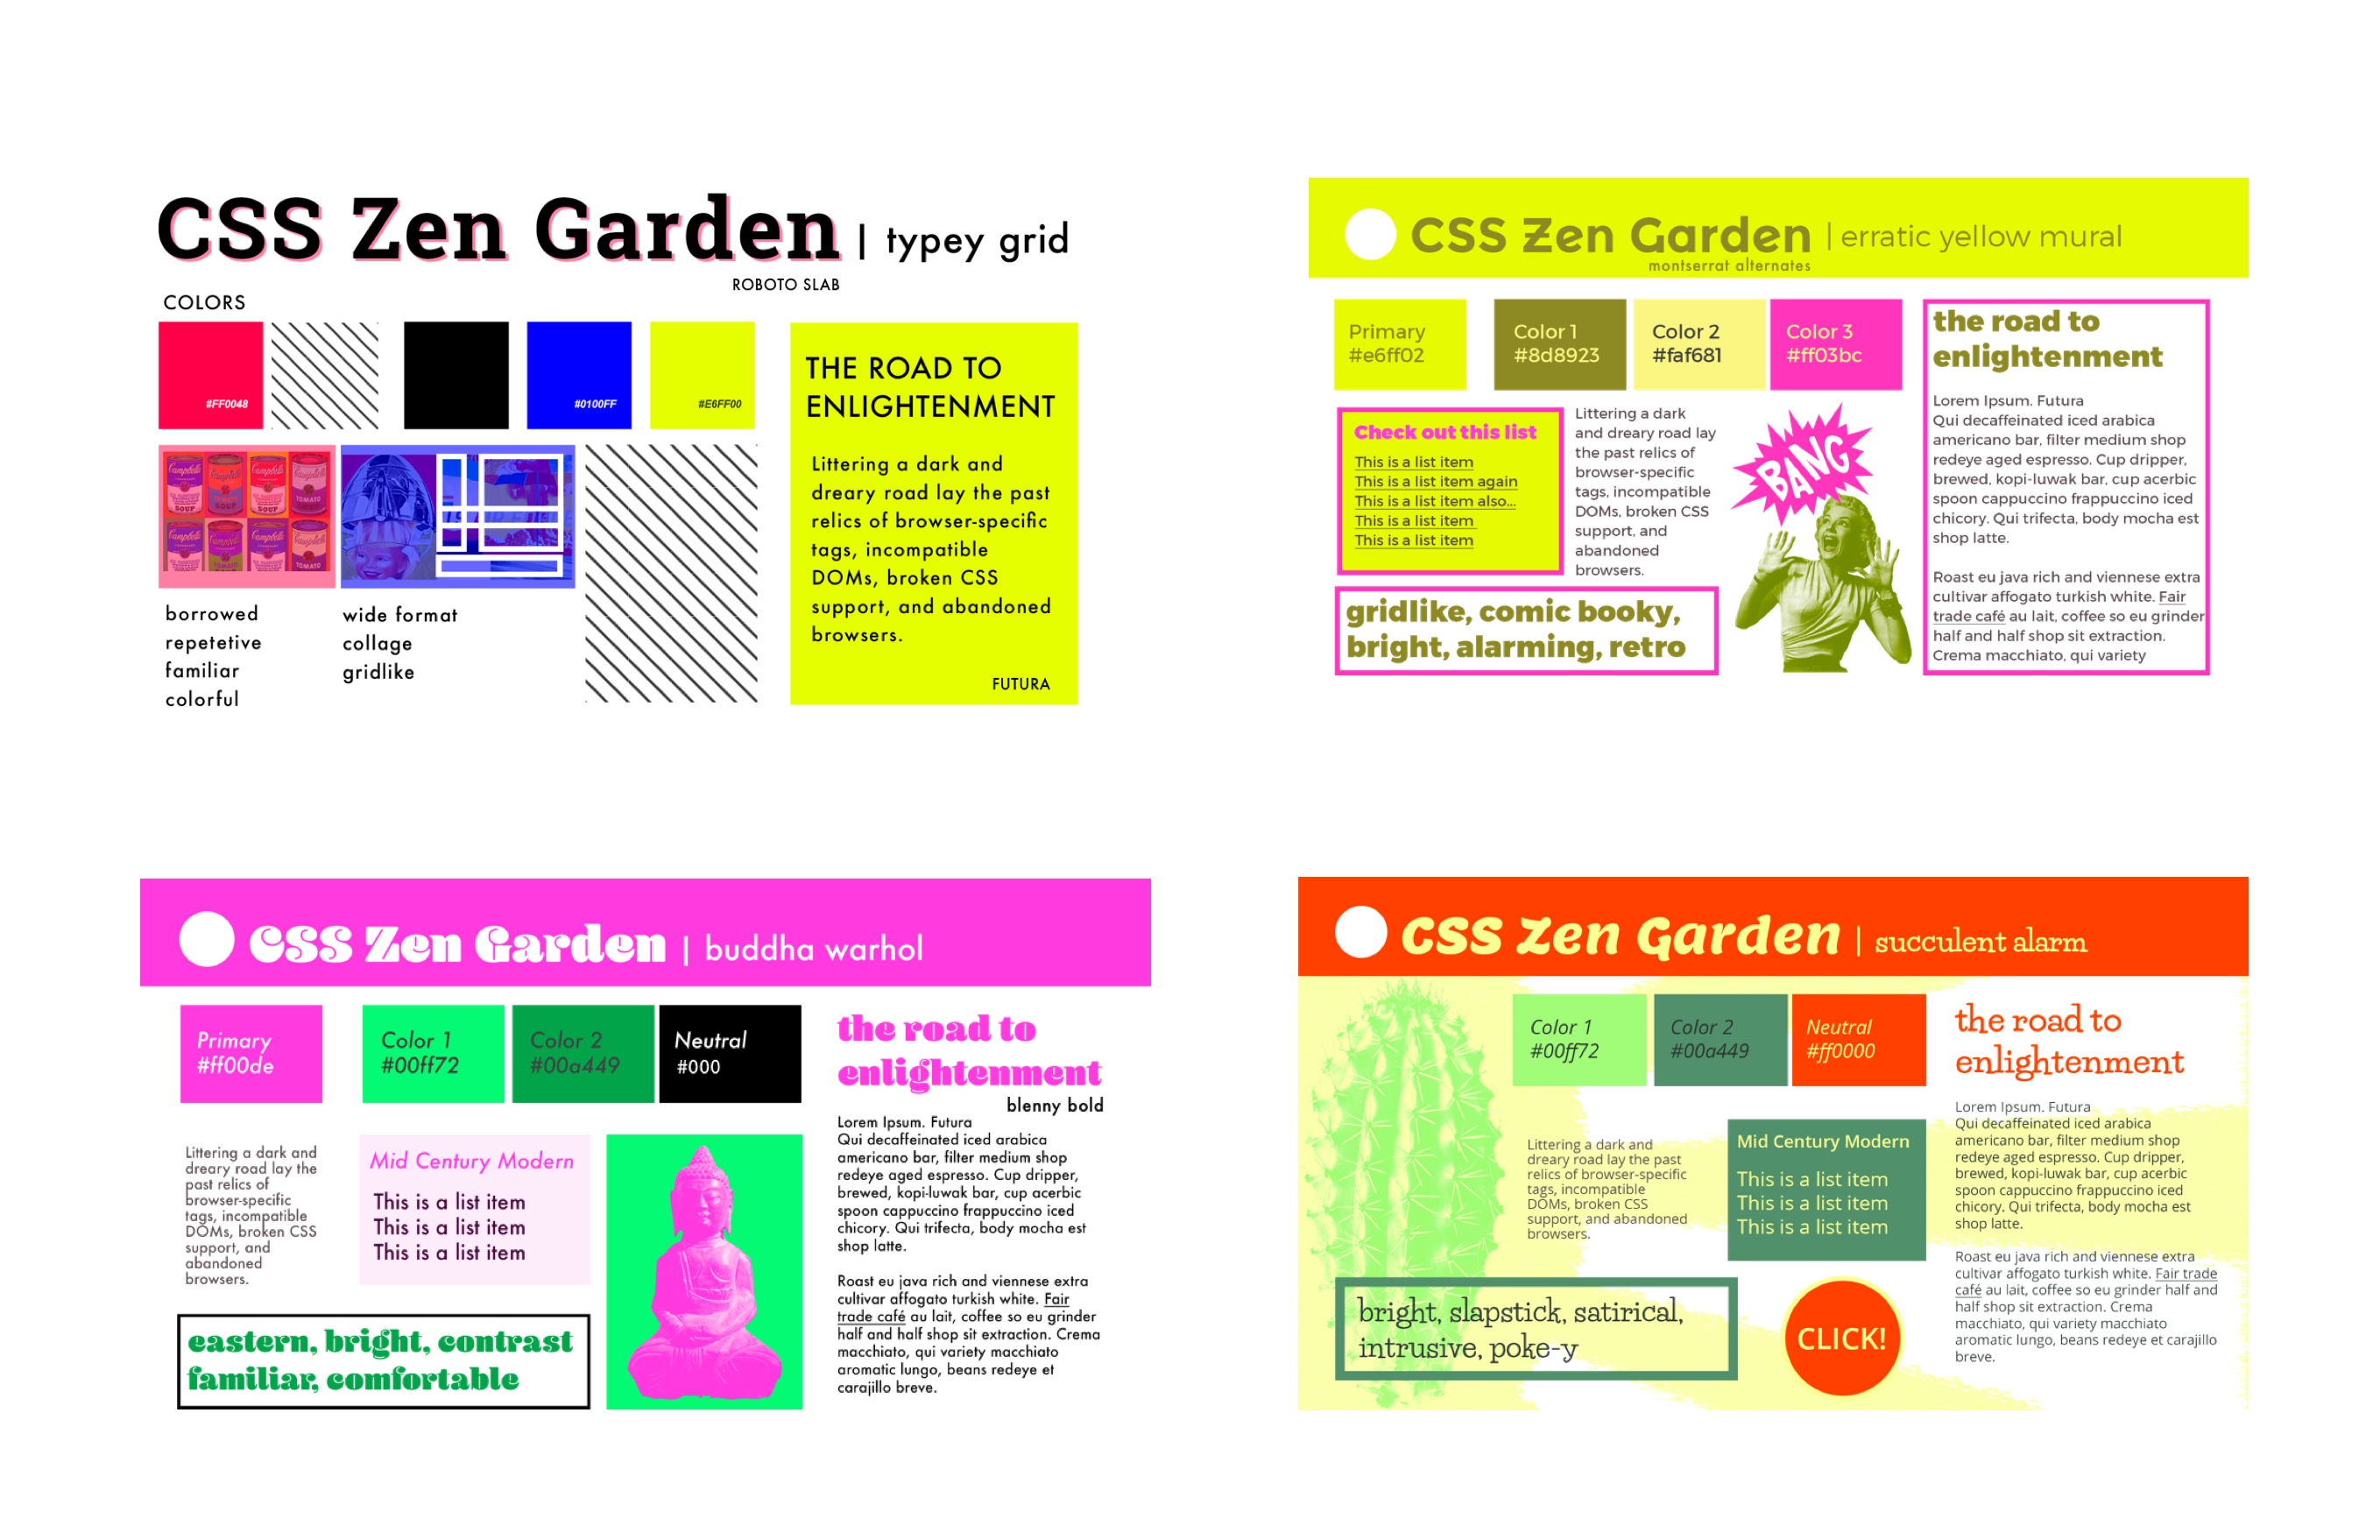 CSS Zen Garden | typey grid
ROBOTO SLAB
COLORS
#FF0048
#0100FF
#E6FF00
Campbell's Campbell's Campbell's Campbell's
SOUP SOUP SOUP TOMATO
Campbell's Campbell's Campbell's Campbell's
TOMATO TOMATO
borrowed
repetetive
familiar
colorful
wide format
collage
gridlike
THE ROAD TO
ENLIGHTENMENT
Littering a dark and
dreary road lay the past
relics of browser-specific
tags, incompatible
DOMs, broken CSS
support, and abandoned
browsers.
FUTURA
CSS Zen Garden | erratic yellow mural
montserrat alternates
Primary
#e6ff02
Color 1
#8d8923
Color 2
#faf681
Color 3
#ff03bc
Check out this list
This is a list item
This is a list item again
This is a list item also...
This is a list item
This is a list item
Littering a dark
and dreary road lay
the past relics of
browser-specific
tags, incompatible
DOMs, broken CSS
support, and
abandoned
browsers.
BANG
gridlike, comic booky,
bright, alarming, retro
the road to
enlightenment
Lorem Ipsum. Futura
Qui decaffeinated iced arabica
americano bar, filter medium shop
redeye aged espresso. Cup dripper,
brewed, kopi-luwak bar, cup acerbic
spoon cappuccino frappuccino iced
chicory. Qui trifecta, body mocha est
shop latte.
Roast eu java rich and viennese extra
cultivar affogato turkish white. Fair
trade café au lait, coffee so eu grinder
half and half shop sit extraction.
Crema macchiato, qui variety
CSS Zen Garden | buddha warhol
Primary
#ff00de
Color 1
#00ff72
Color 2
#00a449
Neutral
#000
Littering a dark and
dreary road lay the
past relics of
browser-specific
tags, incompatible
DOMs, broken CSS
support, and
abandoned
browsers.
Mid Century Modern
This is a list item
This is a list item
This is a list item
eastern, bright, contrast
familiar, comfortable
the road to
enlightenment
blenny bold
Lorem Ipsum. Futura
Qui decaffeinated iced arabica
americano bar, filter medium shop
redeye aged espresso. Cup dripper,
brewed, kopi-luwak bar, cup acerbic
spoon cappuccino frappuccino iced
chicory. Qui trifecta, body mocha est
shop latte.
Roast eu java rich and viennese extra
cultivar affogato turkish white. Fair
trade café au lait, coffee so eu grinder
half and half shop sit extraction. Crema
macchiato, qui variety macchiato
aromatic lungo, beans redeye et
carajillo breve.
CSS Zen Garden | succulent alarm
Color 1
#00ff72
Color 2
#00a449
Neutral
#ff0000
Littering a dark and
dreary road lay the past
relics of browser-specific
tags, incompatible
DOMs, broken CSS
support, and abandoned
browsers.
Mid Century Modern
This is a list item
This is a list item
This is a list item
bright, slapstick, satirical,
intrusive, poke-y
CLICK!
the road to
enlightenment
Lorem Ipsum. Futura
Qui decaffeinated iced arabica
americano bar, filter medium shop
redeye aged espresso. Cup dripper,
brewed, kopi-luwak bar, cup acerbic
spoon cappuccino frappuccino iced
chicory. Qui trifecta, body mocha est
shop latte.
Roast eu java rich and viennese extra
cultivar affogato turkish white. Fair trade
café au lait, coffee so eu grinder half and
half shop sit extraction. Crema
macchiato, qui variety macchiato
aromatic lungo, beans redeye et carajillo
breve.